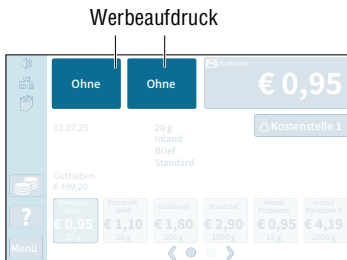 Werbeaufdruck
Ohne
Ohne
Produktwahl
€ 0,95
12.07.25
20 g
Inland
Brief
Standard
Kostenstelle 1
Guthaben
€ 499,20
Standard-
brief
€ 0,95
20 g
Kompakt-
brief
€ 1,10
50 g
Großbrief
€ 1,80
500 g
Maxibrief
€ 2,90
1000 g
Inland
Postkarte
€ 0,95
15 g
Inland
Päckchen S
€ 4,19
2000 g
?
Menü